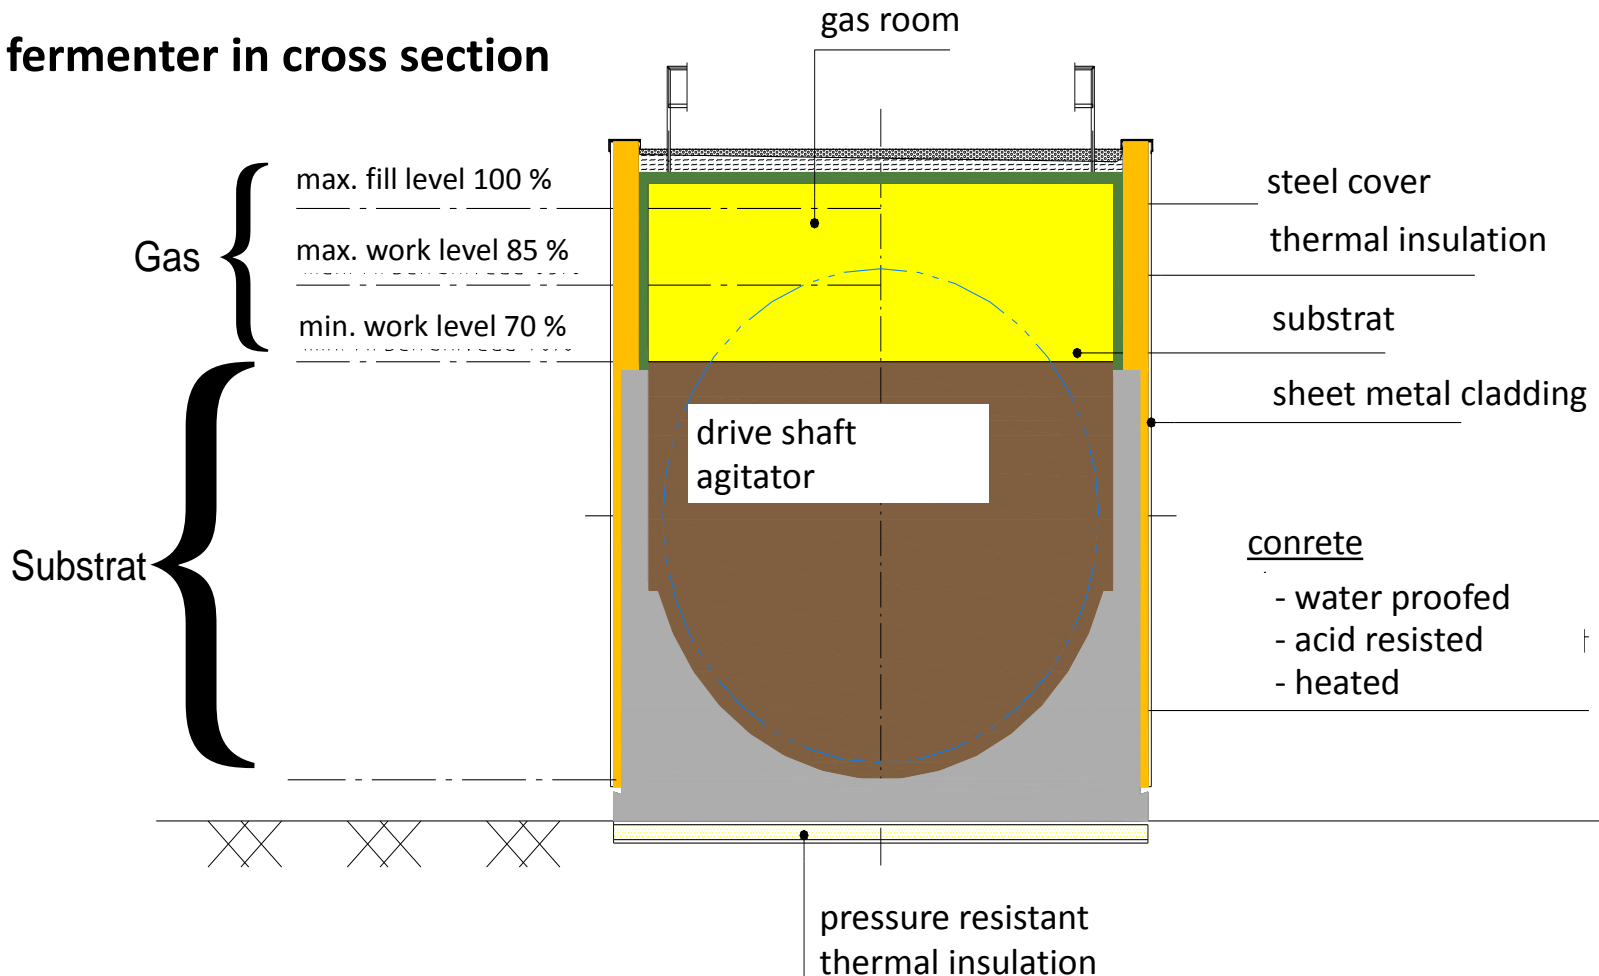 gas room
fermenter in cross section
max. fill level 100 %
steel cover
thermal insulation
Gas
max. work level 85 %
min. work level 70 %
substrat
sheet metal cladding
drive shaft
agitator
Substrat
conrete
- water proofed
- acid resisted
- heated
pressure resistant
thermal insulation